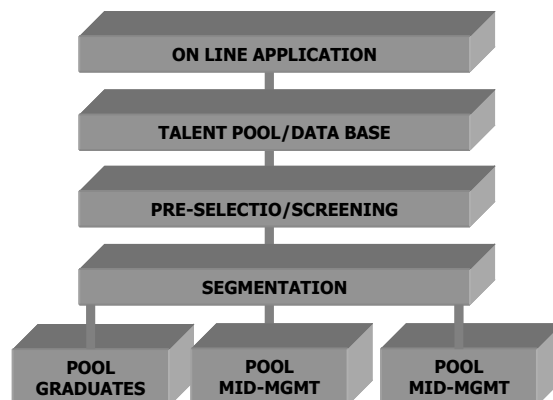 ON LINE APPLICATION
TALENT POOL/DATA BASE
PRE-SELECTIO/SCREENING
SEGMENTATION
POOL
GRADUATES
POOL
MID-MGMT
POOL
MID-MGMT